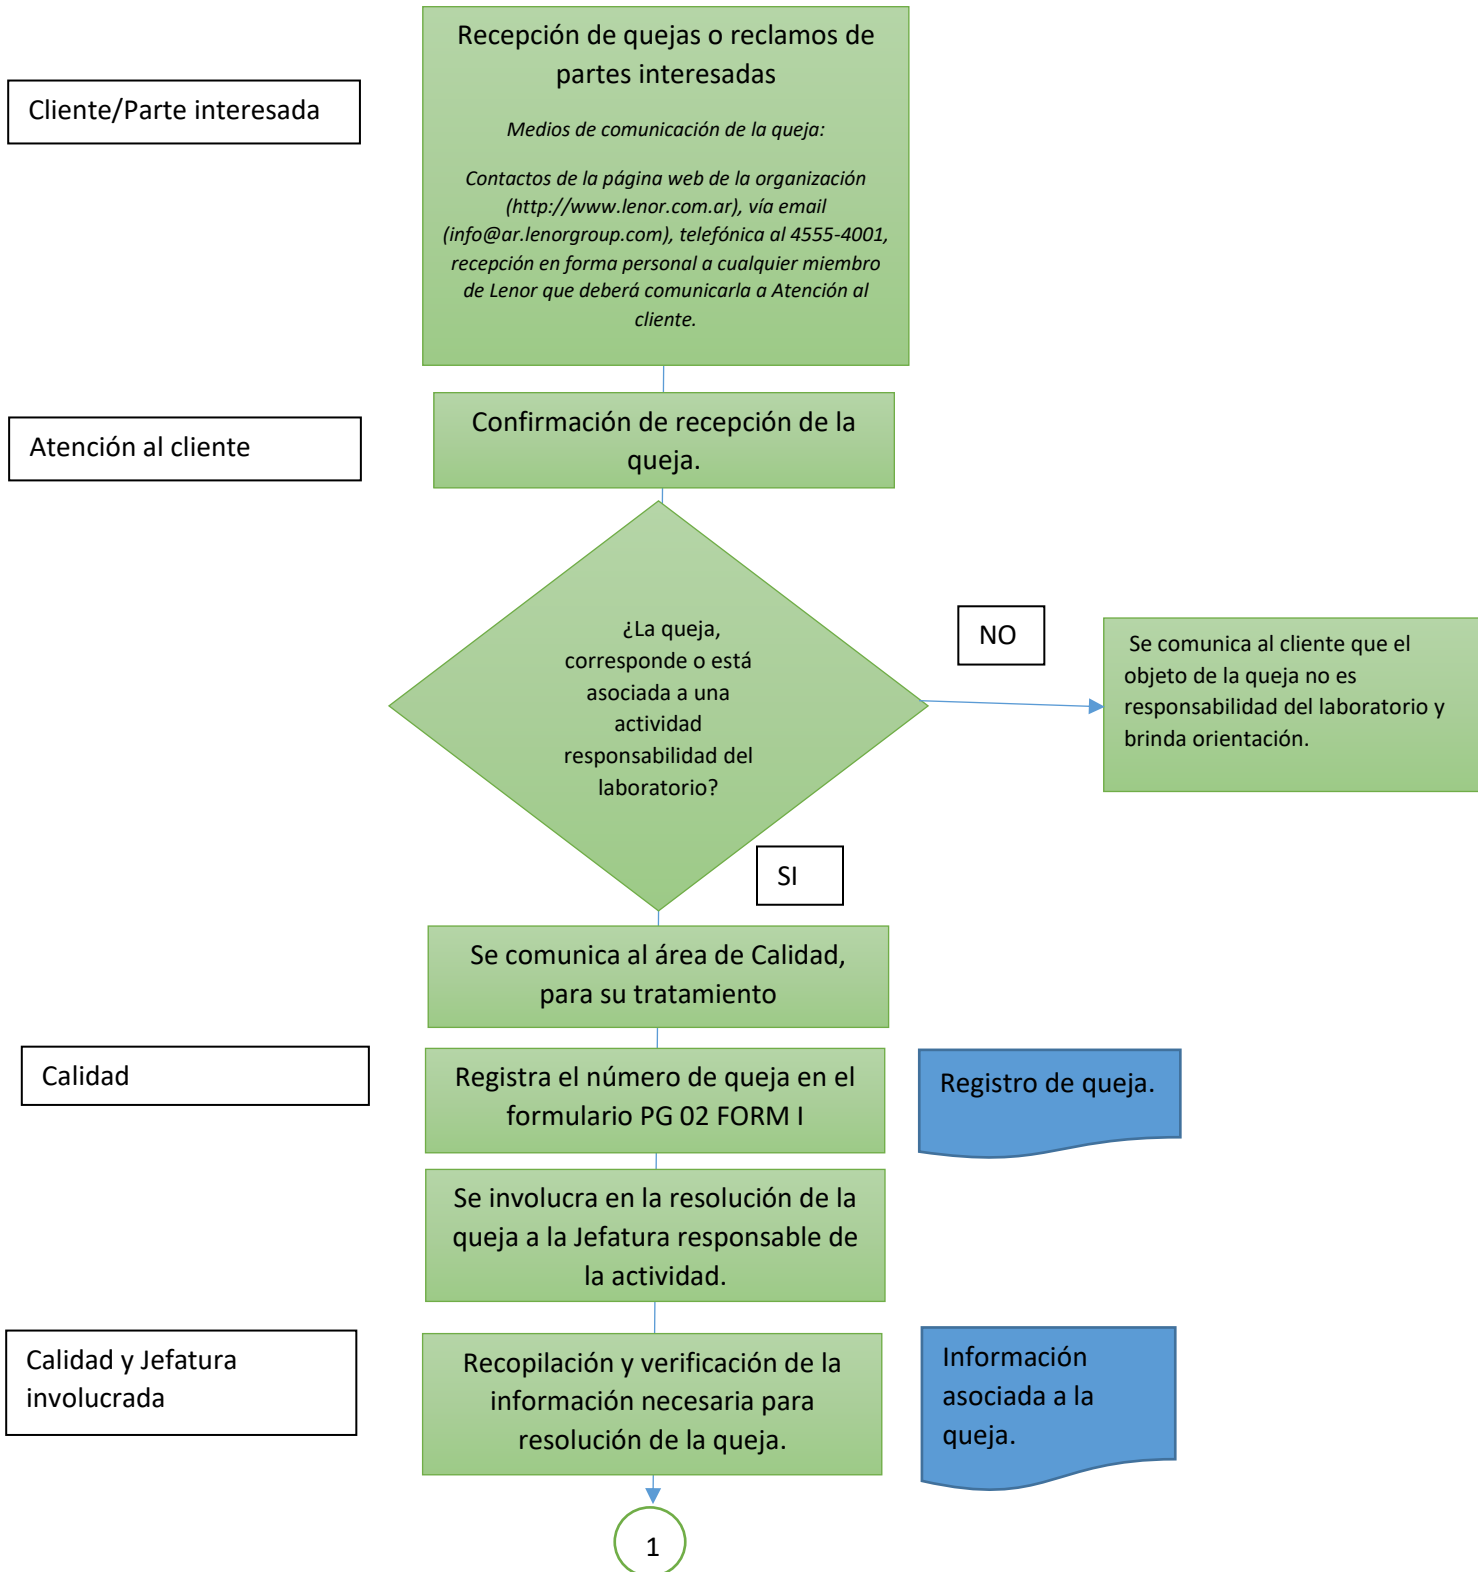 Recepción de quejas o reclamos de
partes interesadas
Cliente/Parte interesada
Medios de comunicación de la queja:
Contactos de la página web de la organización
(http://www.lenor.com.ar), vía email
(info@ar.lenorgroup.com), telefónica al 4555-4001,
recepción en forma personal a cualquier miembro
de Lenor que deberá comunicarla a Atención al
cliente.
Atención al cliente
Confirmación de recepción de la
queja.
¿La queja,
corresponde o está
asociada a una
actividad
responsabilidad del
laboratorio?
NO
Se comunica al cliente que el
objeto de la queja no es
responsabilidad del laboratorio y
brinda orientación.
SI
Se comunica al área de Calidad,
para su tratamiento
Calidad
Registra el número de queja en el
formulario PG 02 FORM I
Registro de queja.
Se involucra en la resolución de la
queja a la Jefatura responsable de
la actividad.
Calidad y Jefatura
involucrada
Recopilación y verificación de la
información necesaria para
resolución de la queja.
Información
asociada a la
queja.
1